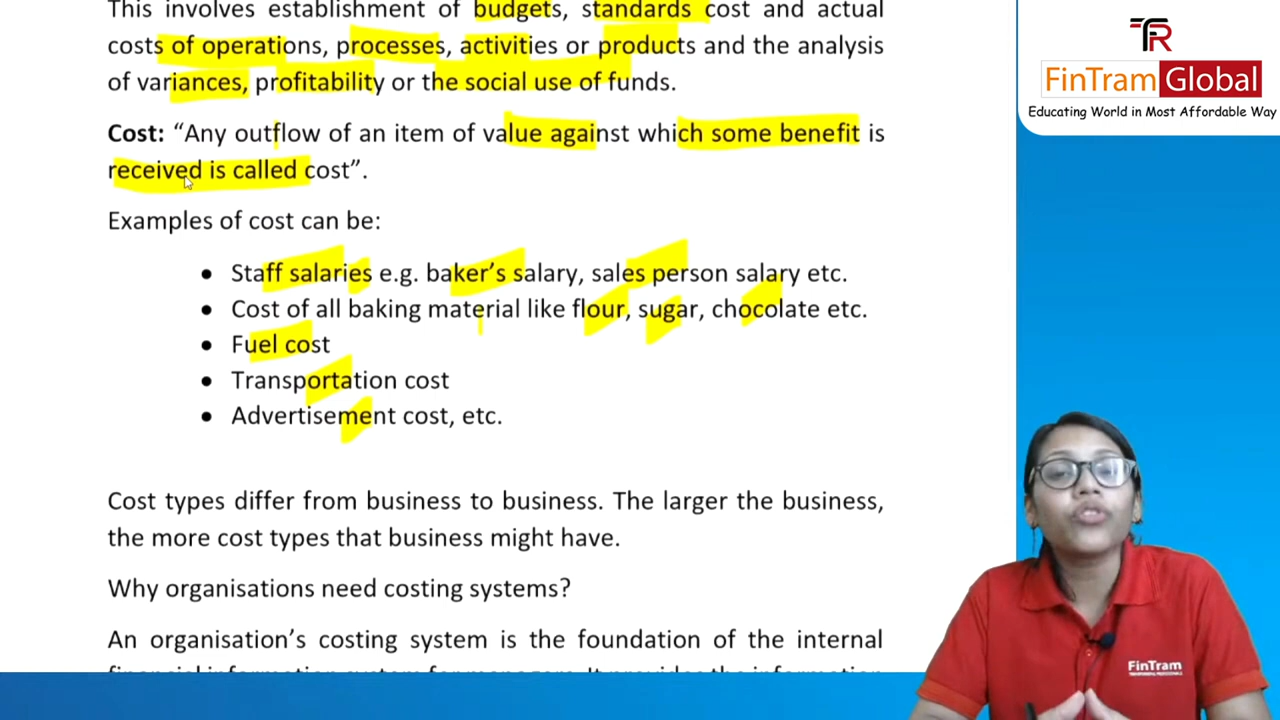 This involves establishment of budgets, standards cost and actual
costs of operations, processes, activities or products and the analysis
of variances, profitability or the social use of funds.
Cost: “Any outflow of an item of value against which some benefit is
received is called cost”.
Examples of cost can be:
• Staff salaries e.g. baker’s salary, sales person salary etc.
• Cost of all baking material like flour, sugar, chocolate etc.
• Fuel cost
• Transportation cost
• Advertisement cost, etc.
Cost types differ from business to business. The larger the business,
the more cost types that business might have.
Why organisations need costing systems?
An organisation’s costing system is the foundation of the internal
TR
FinTram Global
Educating World in Most Affordable Way
FinTram